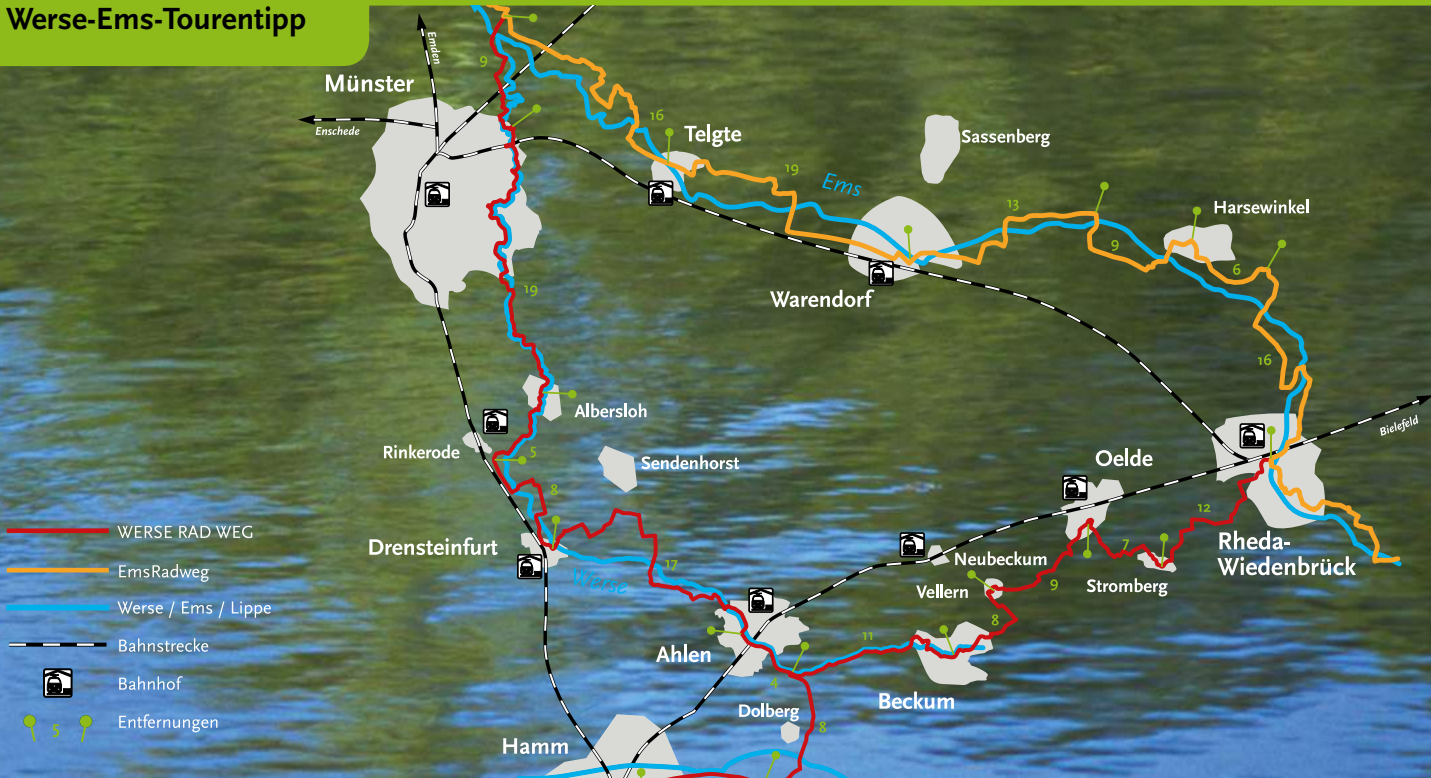 Werse-Ems-Tourentipp
Emden
Münster
Enschede
9
16
Telgte
Sassenberg
19
Ems
13
Harsewinkel
9
6
Warendorf
19
16
Albersloh
Rinkerode
5
Sendenhorst
Bielefeld
Oelde
8
12
WERSE RAD WEG
Drensteinfurt
Rheda-
Wiedenbrück
7
Neubeckum
17
EmsRadweg
Werse
Vellern
9
Stromberg
Werse / Ems / Lippe
8
11
Bahnstrecke
Ahlen
4
Beckum
Bahnhof
Dolberg
8
5
Entfernungen
Hamm